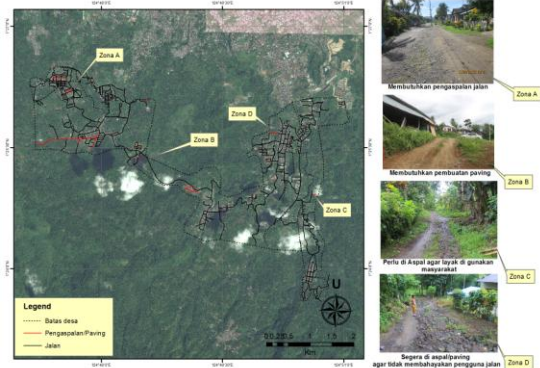 Zona A
Zona B
Zona D
Zona C
Legend
Batas desa
Pengaspalan/Paving
Jalan
U
Km
Membutuhkan pengaspalan jalan
Zona A
Membutuhkan pembuatan paving
Zona B
Perlu di Aspal agar layak di gunakan
masyarakat
Zona C
Segera di aspal/paving
agar tidak membahayakan pengguna jalan
Zona D